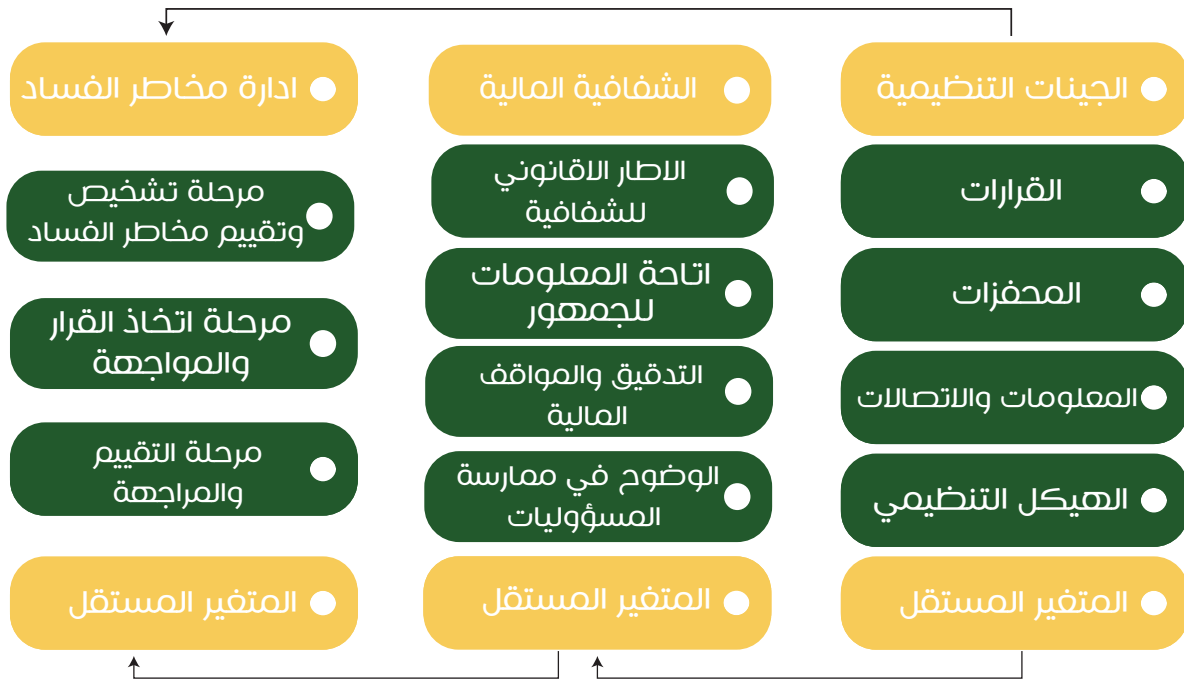 الجينات التنظيمية
القرارات
المحفزات
المعلومات والاتصالات
الهيكل التنظيمي
المتغير المستقل
الشفافية المالية
الاطار الاقانوني
للشفافية
اتاحة المعلومات
للجمهور
التدقيق والمواقف
المالية
الوضوح في ممارسة
المسؤوليات
المتغير المستقل
ادارة مخاطر الفساد
مرحلة تشخيص
وتقييم مخاطر الفساد
مرحلة اتخاذ القرار
والمواجهة
مرحلة التقييم
والمراجهة
المتغير المستقل